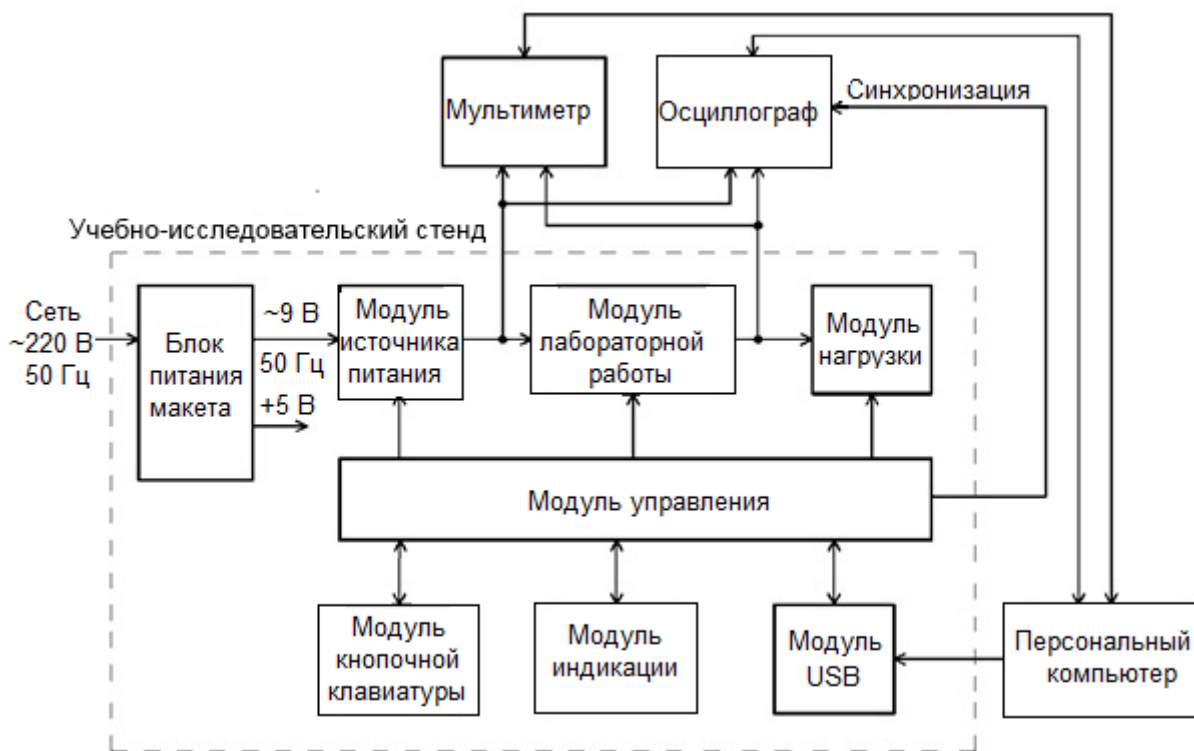 Мультиметр
Осциллограф
Синхронизация
Учебно-исследовательский стенд
Сеть
~220 В
50 Гц
Блок
питания
макета
~9 В
50 Гц
+5 В
Модуль
источника
питания
Модуль
лабораторной
работы
Модуль
нагрузки
Модуль управления
Модуль
кнопочной
клавиатуры
Модуль
индикации
Модуль
USB
Персональный
компьютер